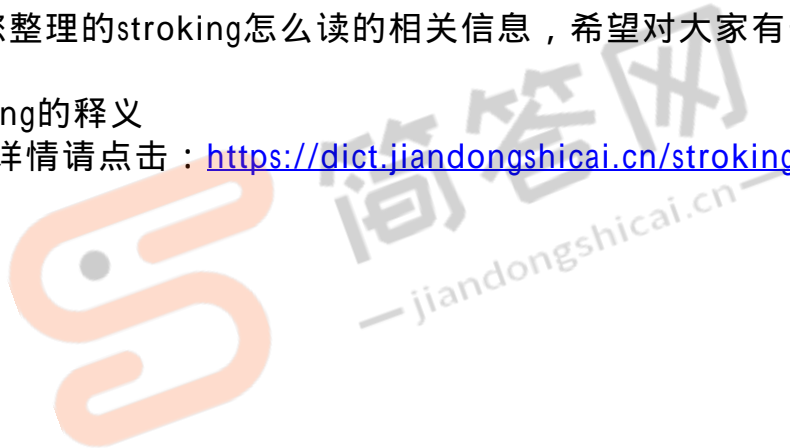 整理的stroking怎么读的相关信息，希望对大家有
ng的释义
详情请点击：https://dict.jiandongshicai.cn/stroking
简答网
jiandongshicai.cn